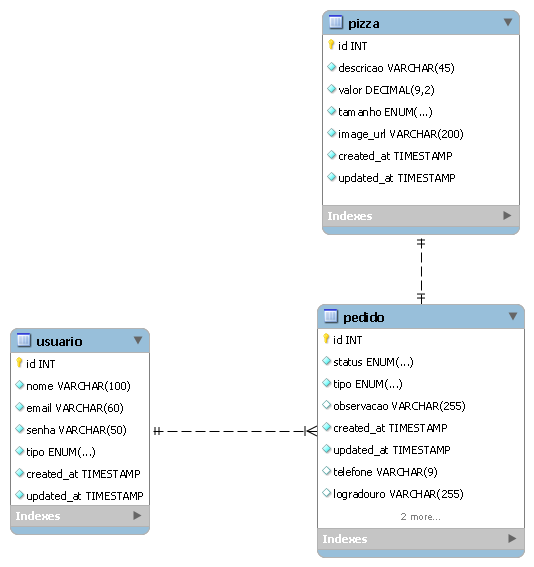 pizza
id INT
descricao VARCHAR(45)
valor DECIMAL(9,2)
tamanho ENUM(...)
image_url VARCHAR(200)
created_at TIMESTAMP
updated_at TIMESTAMP
Indexes
usuario
id INT
nome VARCHAR(100)
email VARCHAR(60)
senha VARCHAR(50)
tipo ENUM(...)
created_at TIMESTAMP
updated_at TIMESTAMP
Indexes
pedido
id INT
status ENUM(...)
tipo ENUM(...)
observacao VARCHAR(255)
created_at TIMESTAMP
updated_at TIMESTAMP
telefone VARCHAR(9)
logradouro VARCHAR(255)
2 more...
Indexes